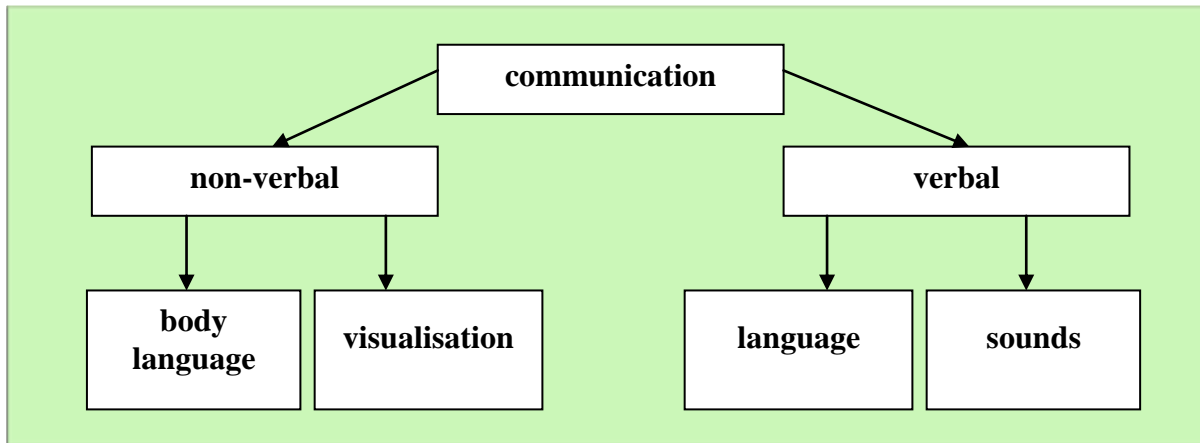 communication
non-verbal
verbal
body
language
visualisation
language
sounds